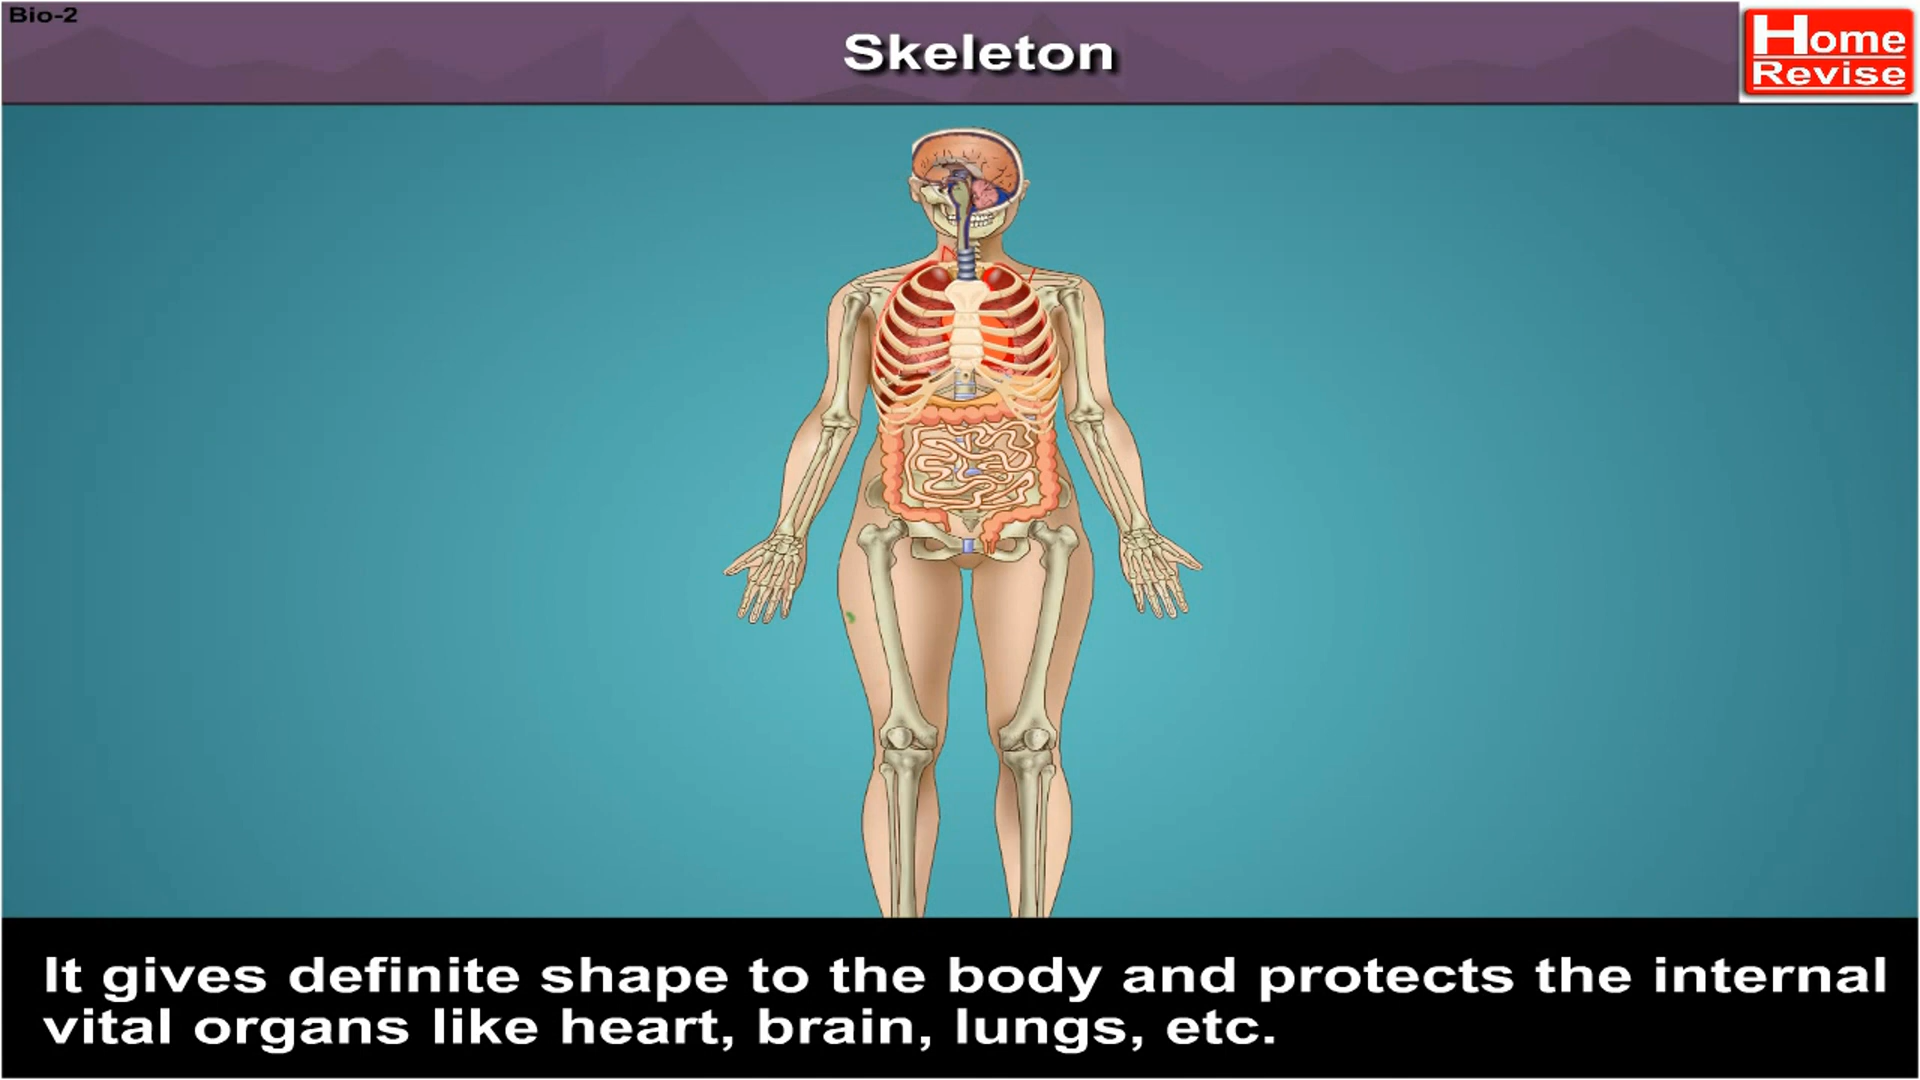 Bio-2
Skeleton
Home
Revise
It gives definite shape to the body and protects the internal
vital organs like heart, brain, lungs, etc.